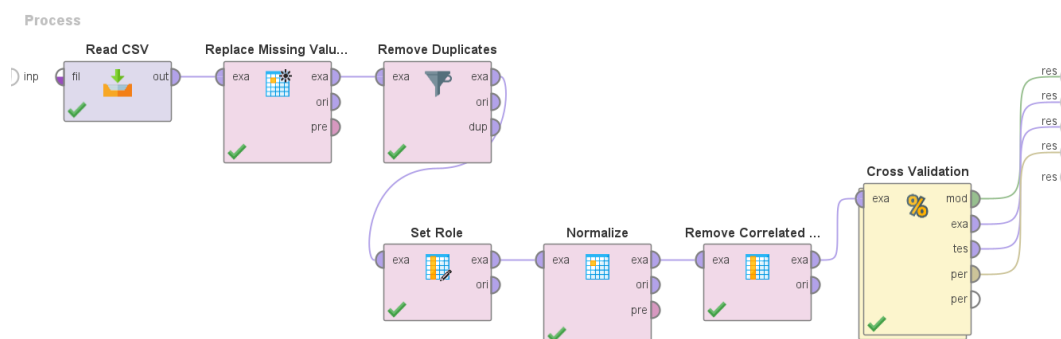 Process
Read CSV
Replace Missing Valu...
Remove Duplicates
inp
fil
out
exa
exa
ori
pre
exa
exa
ori
dup
res
res
res
res
res
Set Role
Normalize
Remove Correlated ...
Cross Validation
exa
exa
ori
exa
exa
ori
pre
exa
exa
ori
exa
%
mod
exa
tes
per
per